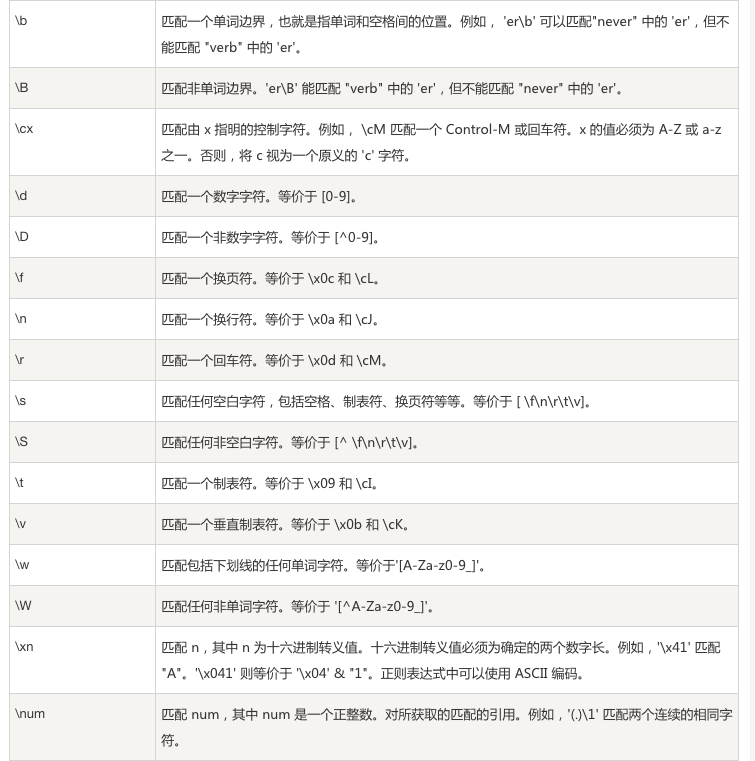 \b
匹配一个单词边界，也就是指单词和空格间的位置。例如， 'er\b' 可以匹配"never" 中的 'er'，但不
能匹配 "verb" 中的 'er'。
\B
匹配非单词边界。'er\B' 能匹配 "verb" 中的 'er'，但不能匹配 "never" 中的 'er'。
\cx
匹配由 x 指明的控制字符。例如， \cM 匹配一个 Control-M 或回车符。x 的值必须为 A-Z 或 a-z
之一。否则，将 c 视为一个原义的 'c' 字符。
\d
匹配一个数字字符。等价于 [0-9]。
\D
匹配一个非数字字符。等价于 [^0-9]。
\f
匹配一个换页符。等价于 \x0c 和 \cL。
\n
匹配一个换行符。等价于 \x0a 和 \cJ。
\r
匹配一个回车符。等价于 \x0d 和 \cM。
\s
匹配任何空白字符，包括空格、制表符、换页符等等。等价于 [ \f\n\r\t\v]。
\S
匹配任何非空白字符。等价于 [^ \f\n\r\t\v]。
\t
匹配一个制表符。等价于 \x09 和 \cI。
\v
匹配一个垂直制表符。等价于 \x0b 和 \cK。
\w
匹配包括下划线的任何单词字符。等价于'[A-Za-z0-9_]'。
\W
匹配任何非单词字符。等价于 '[^A-Za-z0-9_]'。
\xn
匹配 n，其中 n 为十六进制转义值。十六进制转义值必须为确定的两个数字长。例如，'\x41' 匹配
"A"。'\x041' 则等价于 '\x04' & "1"。正则表达式中可以使用 ASCII 编码。
\num
匹配 num，其中 num 是一个正整数。对所获取的匹配的引用。例如，'(.)\1' 匹配两个连续的相同字
符。